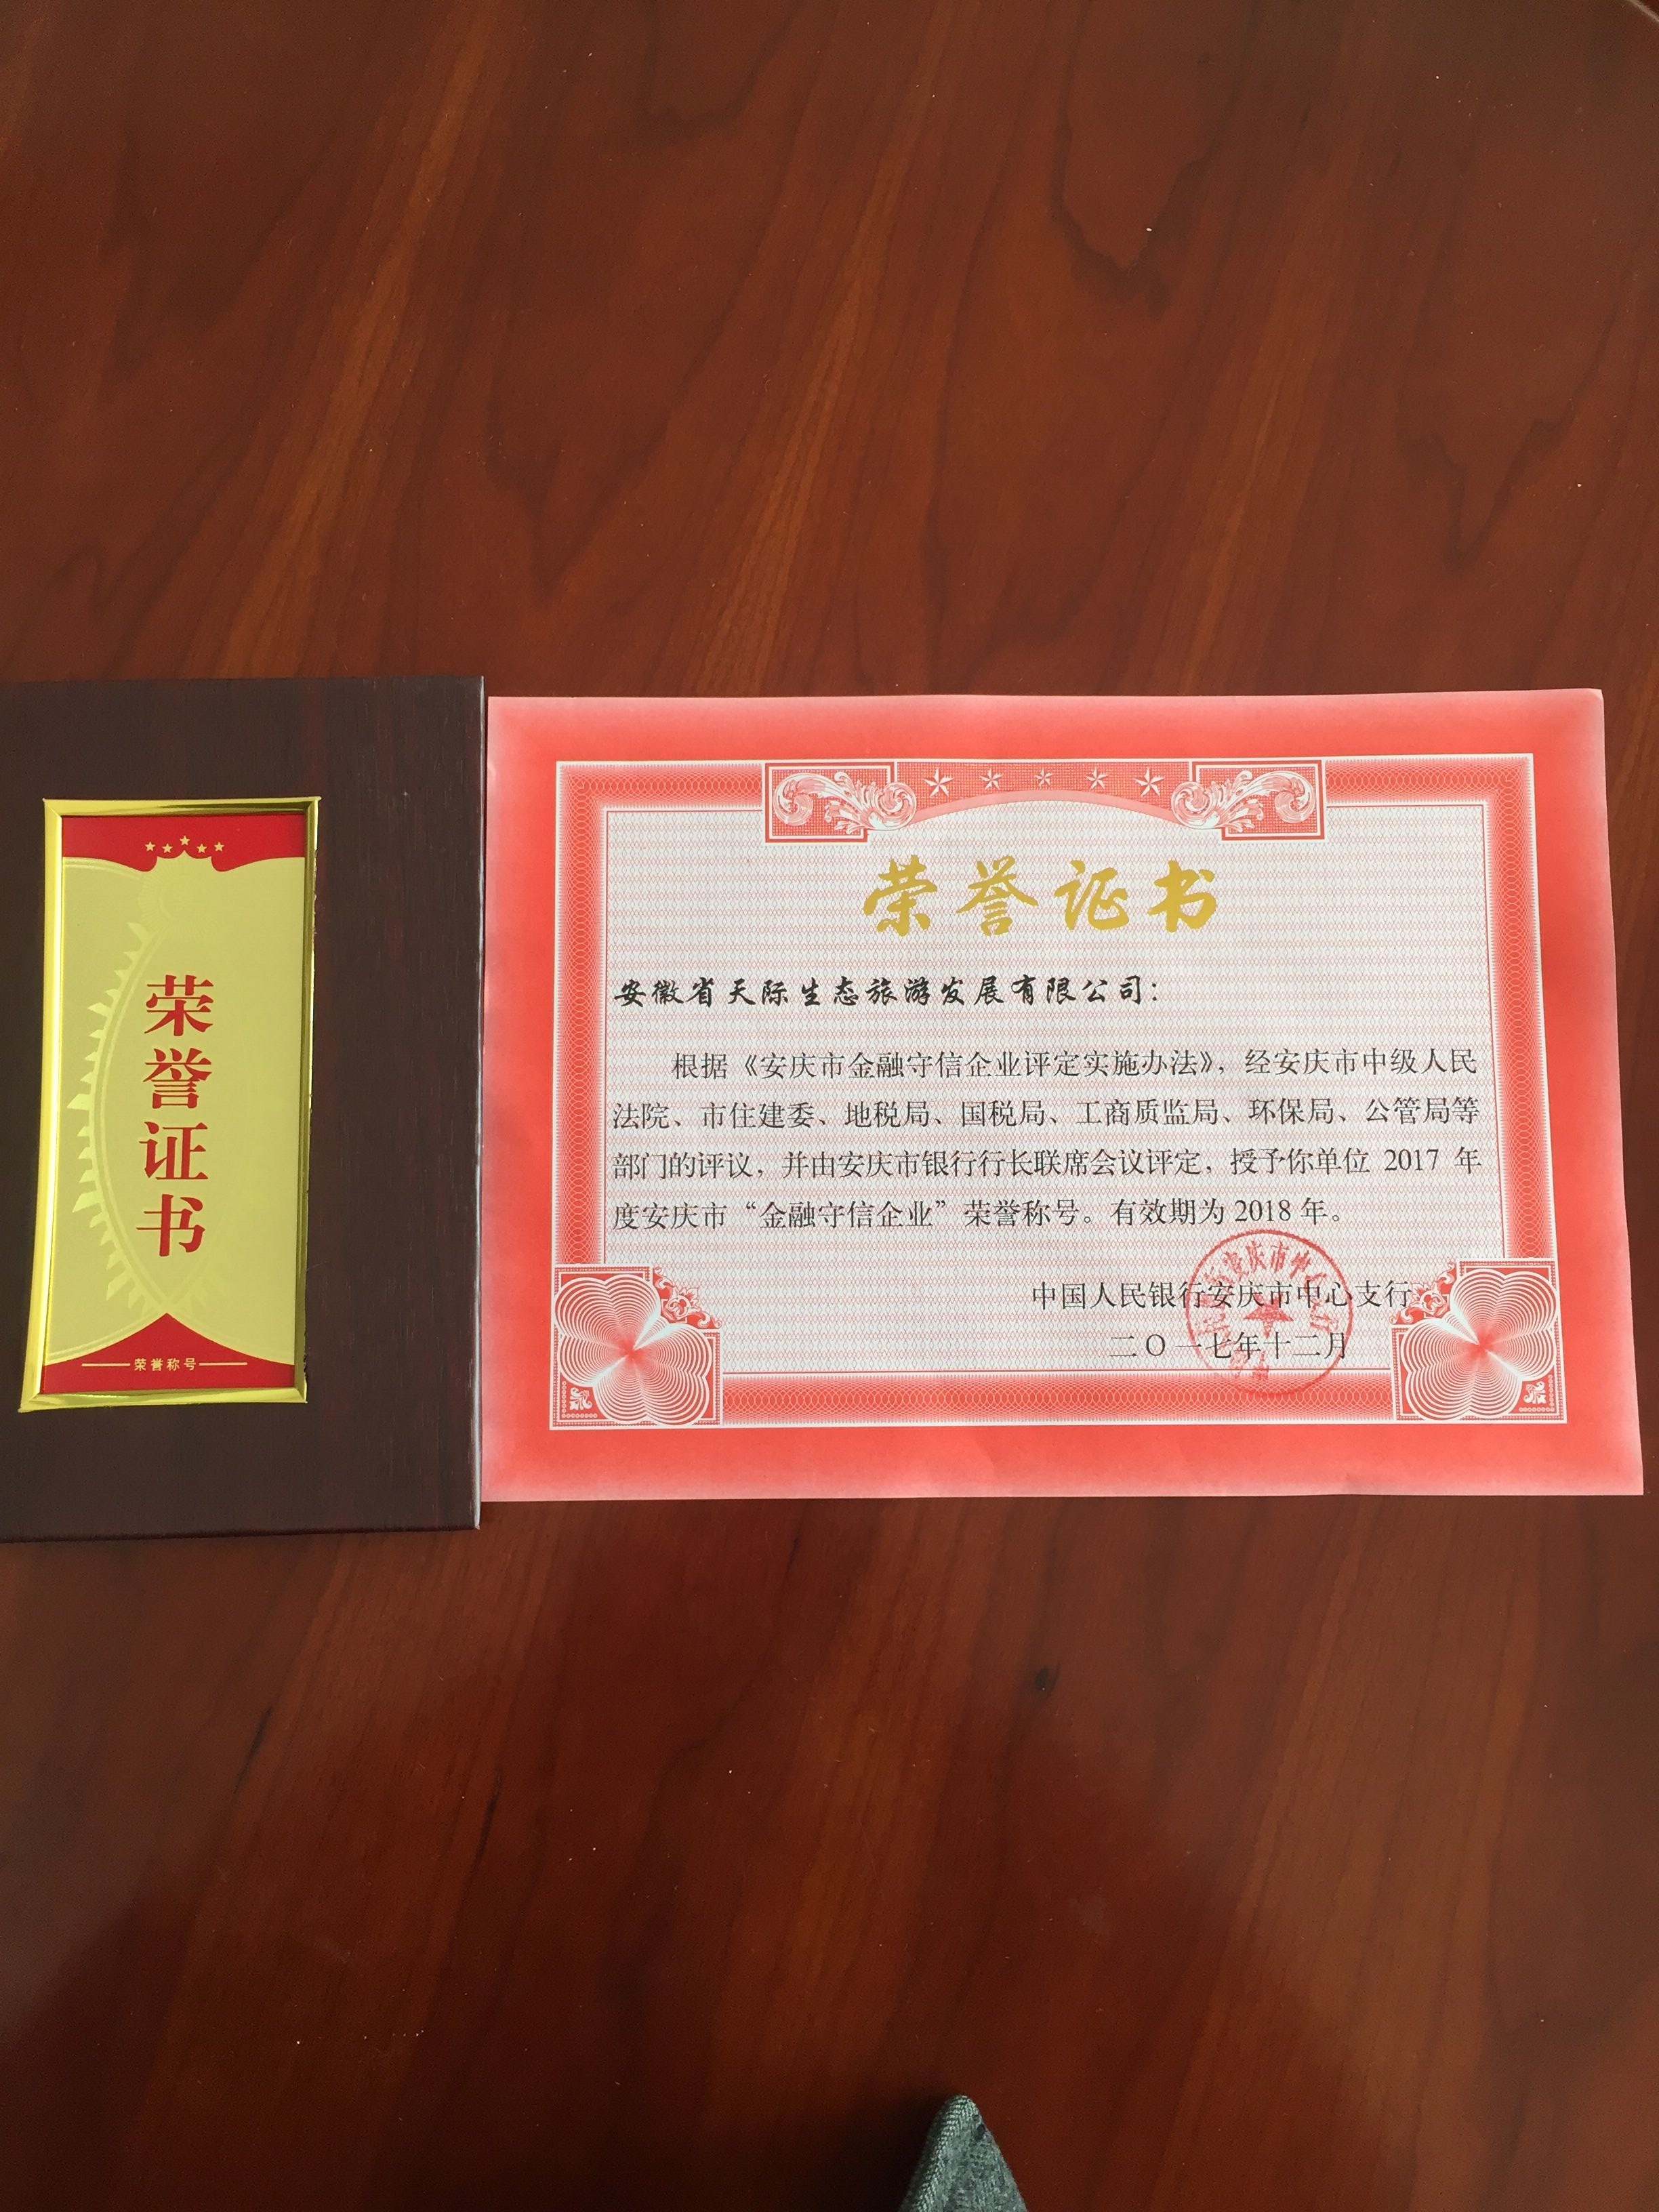 荣誉证书
荣誉称号
荣誉证书
安徽省天际生态旅游发展有限公司：
根据《安庆市金融守信企业评定实施办法》，经安庆市中级人民
法院、市住建委、地税局、国税局、工商质监局、环保局、公管局等
部门的评议，并由安庆市银行行长联席会议评定，授予你单位 2017 年
度安庆市“金融守信企业”荣誉称号。有效期为 2018 年。
中国人民银行安庆市中心支行
二〇一七年十二月